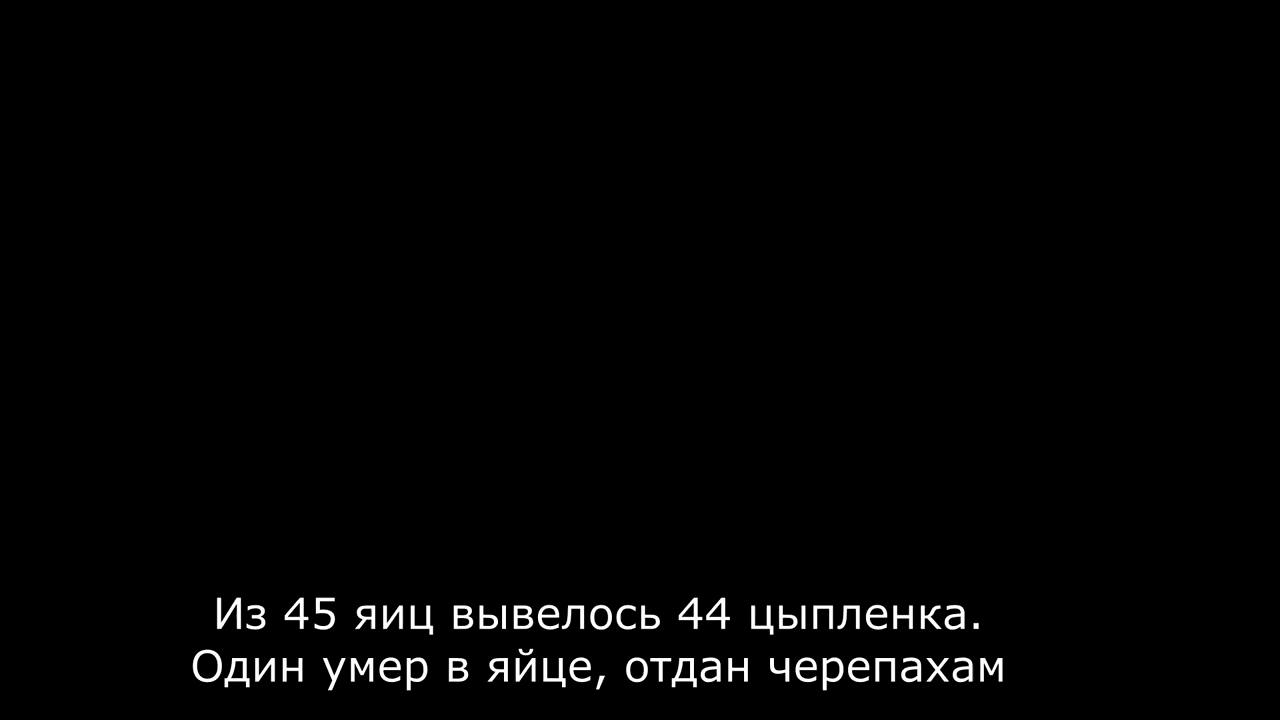 Из 45 яиц вывелось 44 цыпленка.
Один умер в яйце, отдан черепахам